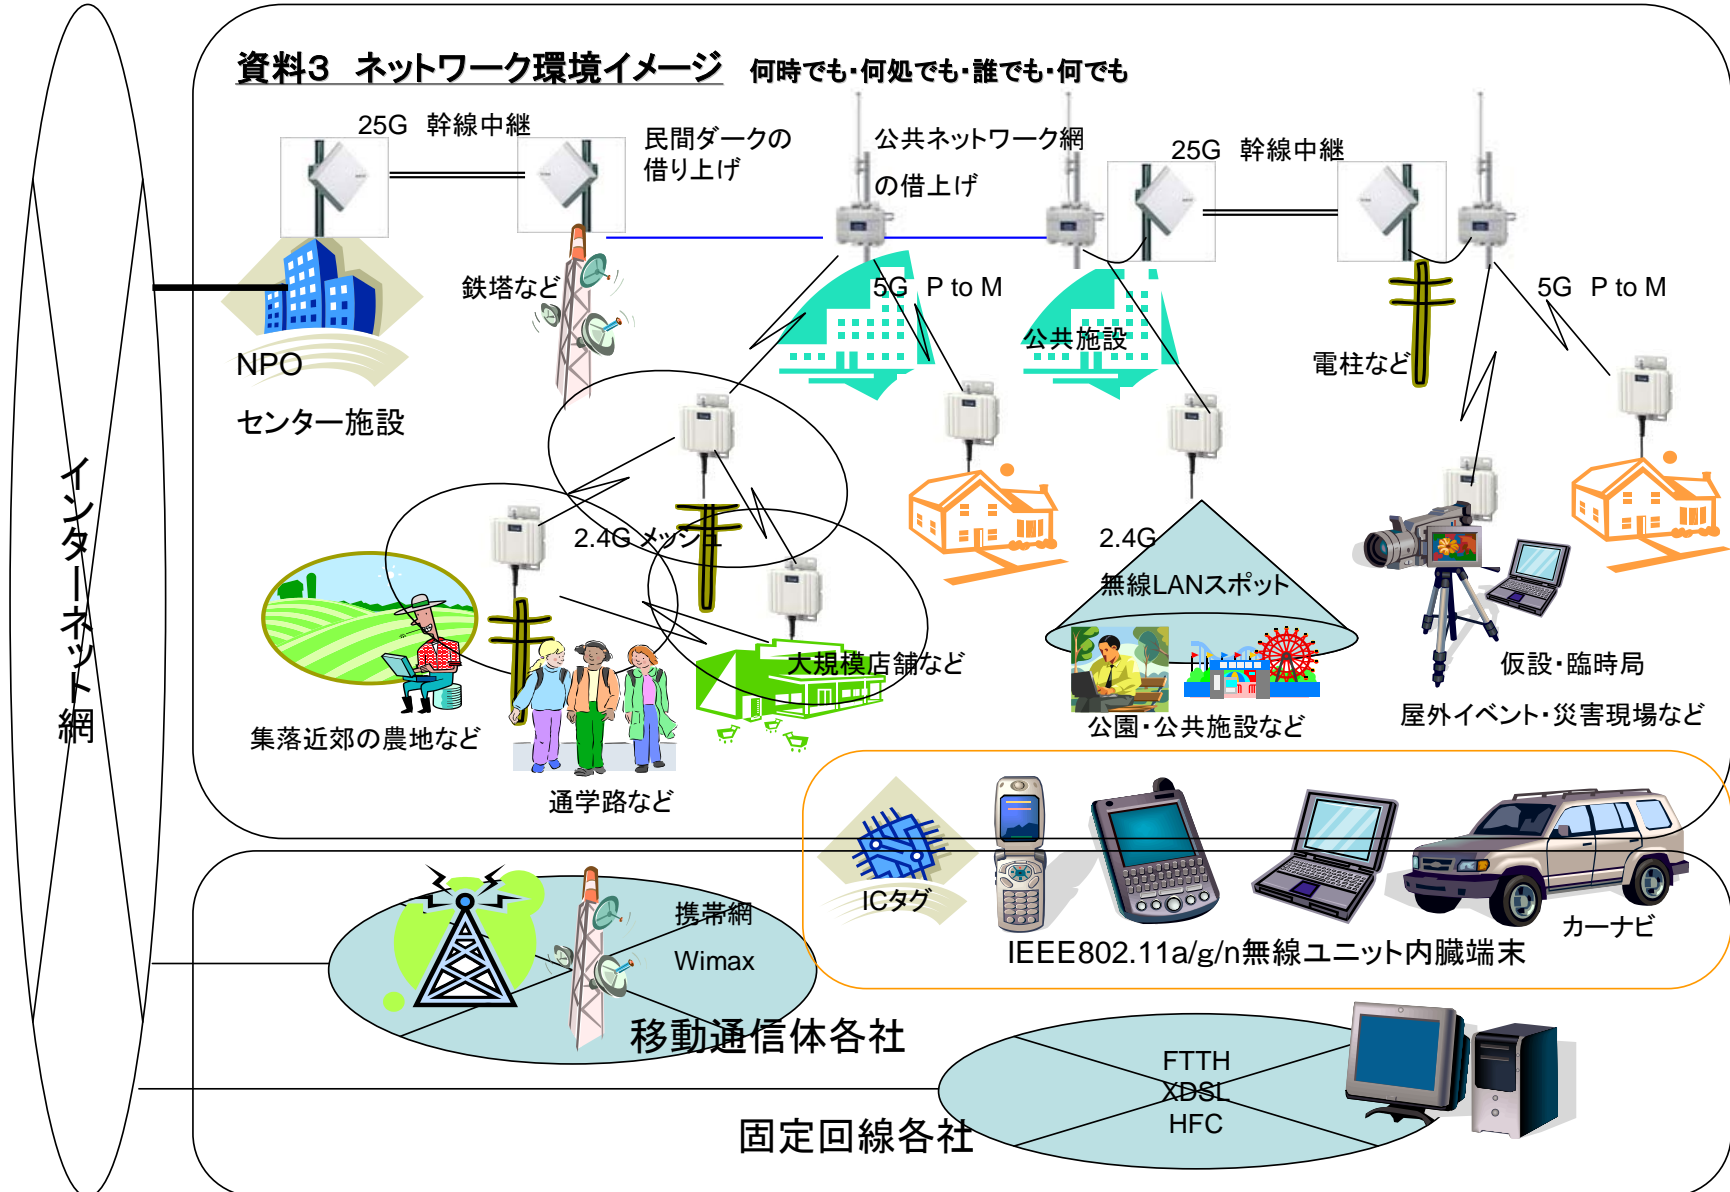 資料3 ネットワーク環境イメージ 何時でも・何処でも・誰でも・何でも
25G 幹線中継
民間ダークの
借り上げ
公共ネットワーク網
の借上げ
25G 幹線中継
鉄塔など
5G P to M
公共施設
電柱など
5G P to M
NPO
センター施設
インターネット網
2.4G メッシュ
2.4G
無線LANスポット
大規模店舗など
仮設・臨時局
集落近郊の農地など
公園・公共施設など
屋外イベント・災害現場など
通学路など
ICタグ
カーナビ
IEEE802.11a/g/n無線ユニット内臓端末
携帯網
Wimax
移動通信体各社
FTTH
XDSL
HFC
固定回線各社